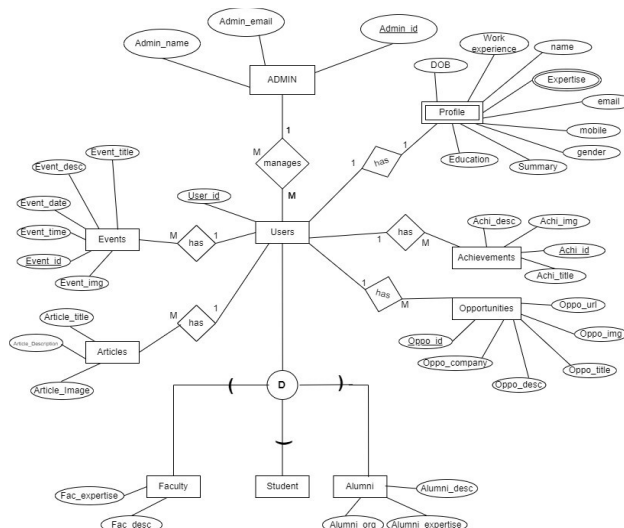 Admin_email
Admin_id
Admin_name
ADMIN
Work
experience
name
DOB
Expertise
Profile
email
mobile
gender
Education
Summary
1
M
manages
M
1
has
1
User_id
Users
Event_title
Event_desc
Event_date
Event_time
Event_id
Event_img
Events
M
has
1
1
has
M
Achi_desc
Achi_img
Achi_id
Achi_title
Achievements
1
has
M
Opportunities
Oppo_url
Oppo_img
Oppo_id
Oppo_title
Oppo_company
Oppo_desc
Article_title
Article_Description
Article_Image
Articles
M
has
1
D
Faculty
Student
Alumni
Fac_expertise
Fac_desc
Alumni_desc
Alumni_org
Alumni_expertise